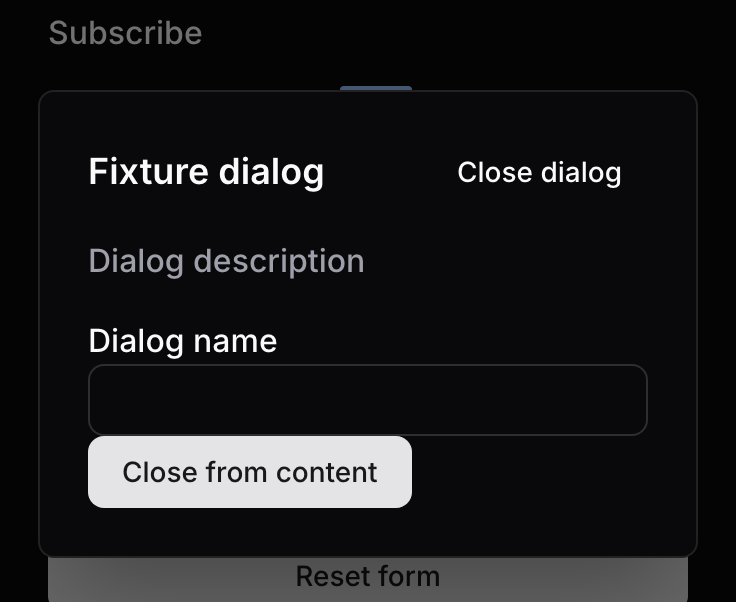 Subscribe
Fixture dialog
Close dialog
Dialog description
Dialog name
Close from content
Reset form